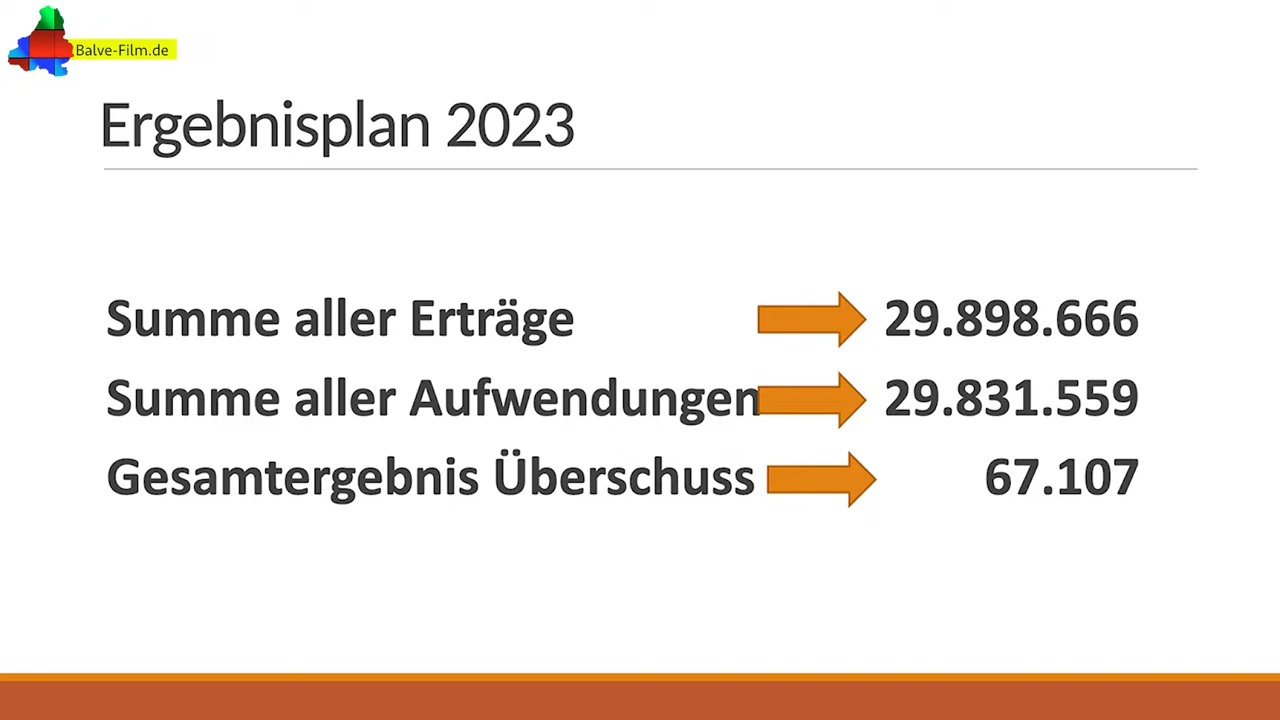 Balve-Film.de
Ergebnisplan 2023
Summe aller Erträge 29.898.666
Summe aller Aufwendungen 29.831.559
Gesamtergebnis Überschuss 67.107